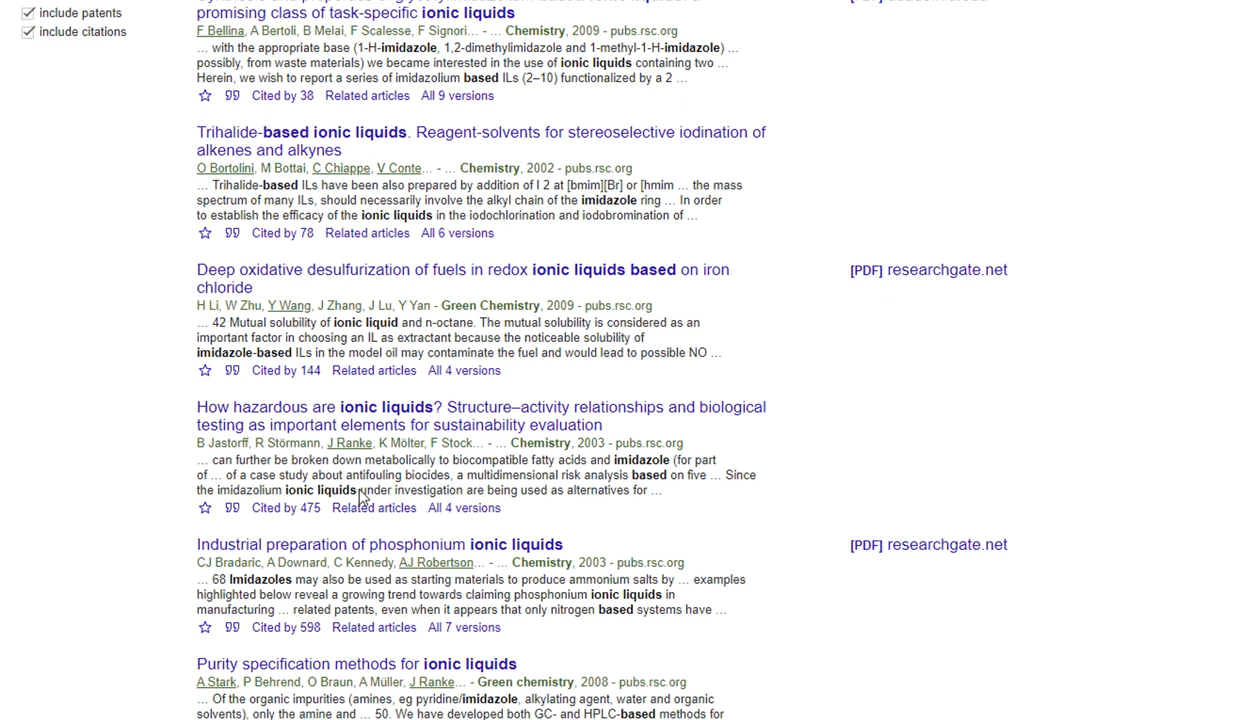 include patents
include citations
promising class of task-specific ionic liquids
F Bellina, A Bertoli, B Melai, F Scalesse, F Signori... - ... Chemistry, 2009 - pubs.rsc.org
... with the appropriate base (1-H-imidazole, 1,2-dimethylimidazole and 1-methyl-1-H-imidazole) ...
possibly, from waste materials) we became interested in the use of ionic liquids containing two ...
Herein, we wish to report a series of imidazolium based ILs (2–10) functionalized by a 2 ...
Cited by 38 Related articles All 9 versions
Trihalide-based ionic liquids. Reagent-solvents for stereoselective iodination of
alkenes and alkynes
O Bortolini, M Bottai, C Chiappe, V Conte... - ... Chemistry, 2002 - pubs.rsc.org
... Trihalide-based ILs have been also prepared by addition of I 2 at [bmim][Br] or [hmim ... the mass
spectrum of many ILs, should necessarily involve the alkyl chain of the imidazole ring ... In order
to establish the efficacy of the ionic liquids in the iodochlorination and iodobromination of ...
Cited by 78 Related articles All 6 versions
Deep oxidative desulfurization of fuels in redox ionic liquids based on iron
chloride
[PDF] researchgate.net
H Li, W Zhu, Y Wang, J Zhang, J Lu, Y Yan - Green Chemistry, 2009 - pubs.rsc.org
... 42 Mutual solubility of ionic liquid and n-octane. The mutual solubility is considered as an
important factor in choosing an IL as extractant because the noticeable solubility of
imidazole-based ILs in the model oil may contaminate the fuel and would lead to possible NO ...
Cited by 144 Related articles All 4 versions
How hazardous are ionic liquids? Structure–activity relationships and biological
testing as important elements for sustainability evaluation
B Jastorff, R Störmann, J Ranke, K Mölter, F Stock... - ... Chemistry, 2003 - pubs.rsc.org
... can further be broken down metabolically to biocompatible fatty acids and imidazole (for part
of ... of a case study about antifouling biocides, a multidimensional risk analysis based on five ... Since
the imidazolium ionic liquids under investigation are being used as alternatives for ...
Cited by 475 Related articles All 4 versions
Industrial preparation of phosphonium ionic liquids
[PDF] researchgate.net
CJ Bradaric, A Downard, C Kennedy, AJ Robertson... - ... Chemistry, 2003 - pubs.rsc.org
... 68 Imidazoles may also be used as starting materials to produce ammonium salts by ... examples
highlighted below reveal a growing trend towards claiming phosphonium ionic liquids in
manufacturing ... related patents, even when it appears that only nitrogen based systems have ...
Cited by 598 Related articles All 7 versions
Purity specification methods for ionic liquids
A Stark, P Behrend, O Braun, A Müller, J Ranke... - Green chemistry, 2008 - pubs.rsc.org
... Of the organic impurities (amines, eg pyridine/imidazole, alkylating agent, water and organic
solvents), only the amine and ... 50. We have developed both GC- and HPLC-based methods for